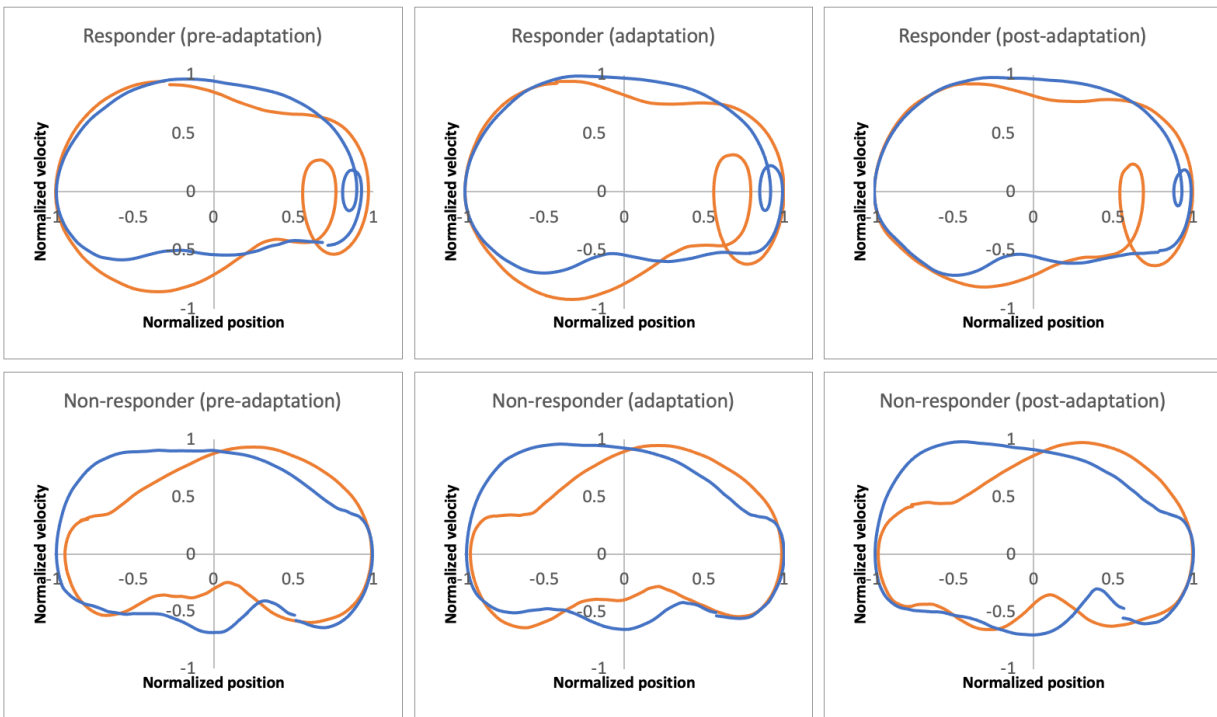 Responder (pre-adaptation)
Normalized velocity
1
0.5
0
-1 -0.5 0 0.5 1
-0.5
-1
Normalized position
Responder (adaptation)
Normalized velocity
1
0.5
0
-1 -0.5 0 0.5 1
-0.5
-1
Normalized position
Responder (post-adaptation)
Normalized velocity
1
0.5
0
-1 -0.5 0 0.5 1
-0.5
-1
Normalized position
Non-responder (pre-adaptation)
Normalized velocity
1
0.5
0
-1 -0.5 0 0.5 1
-0.5
-1
Normalized position
Non-responder (adaptation)
Normalized velocity
1
0.5
0
-1 -0.5 0 0.5 1
-0.5
-1
Normalized position
Non-responder (post-adaptation)
Normalized velocity
1
0.5
0
-1 -0.5 0 0.5 1
-0.5
-1
Normalized position